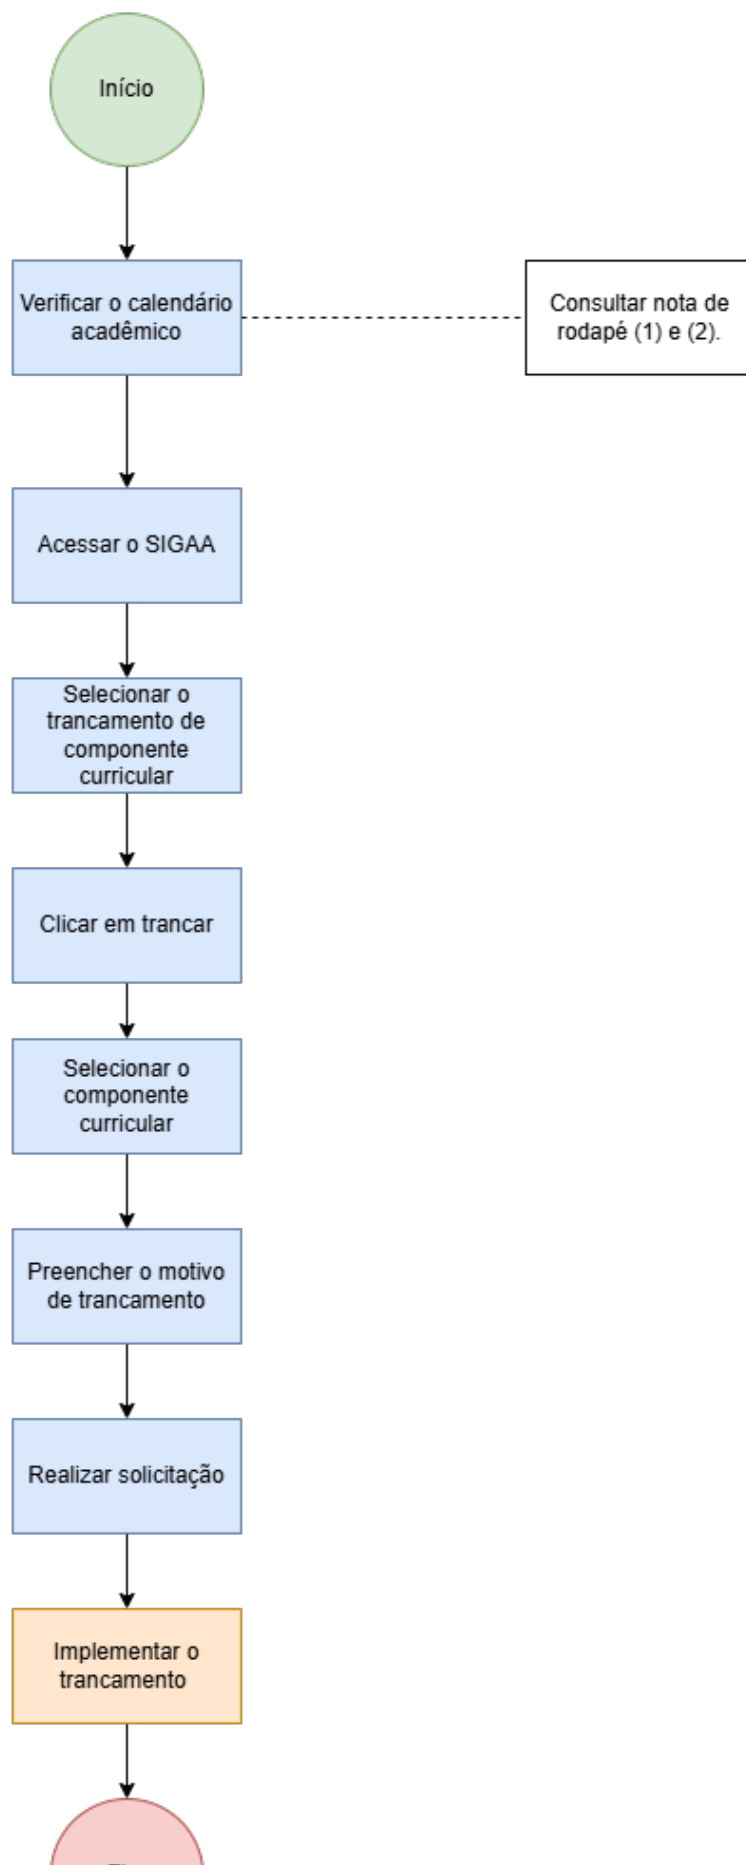 Início
Verificar o calendário
acadêmico
Consultar nota de
rodapé (1) e (2).
Acessar o SIGAA
Selecionar o
trancamento de
componente
curricular
Clicar em trancar
Selecionar o
componente
curricular
Preencher o motivo
de trancamento
Realizar solicitação
Implementar o
trancamento